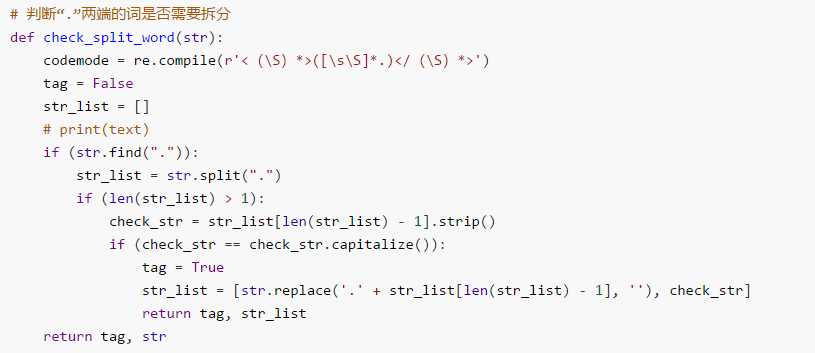 # 判断“.”两端的词是否需要拆分
def check_split_word(str):
    codemode = re.compile(r'< (\S) *>([\s\S]*.)</ (\S) *>')
    tag = False
    str_list = []
    # print(text)
    if (str.find(".")):
        str_list = str.split(".")
        if (len(str_list) > 1):
            check_str = str_list[len(str_list) - 1].strip()
            if (check_str == check_str.capitalize()):
                tag = True
                str_list = [str.replace('.' + str_list[len(str_list) - 1], ''), check_str]
                return tag, str_list
    return tag, str